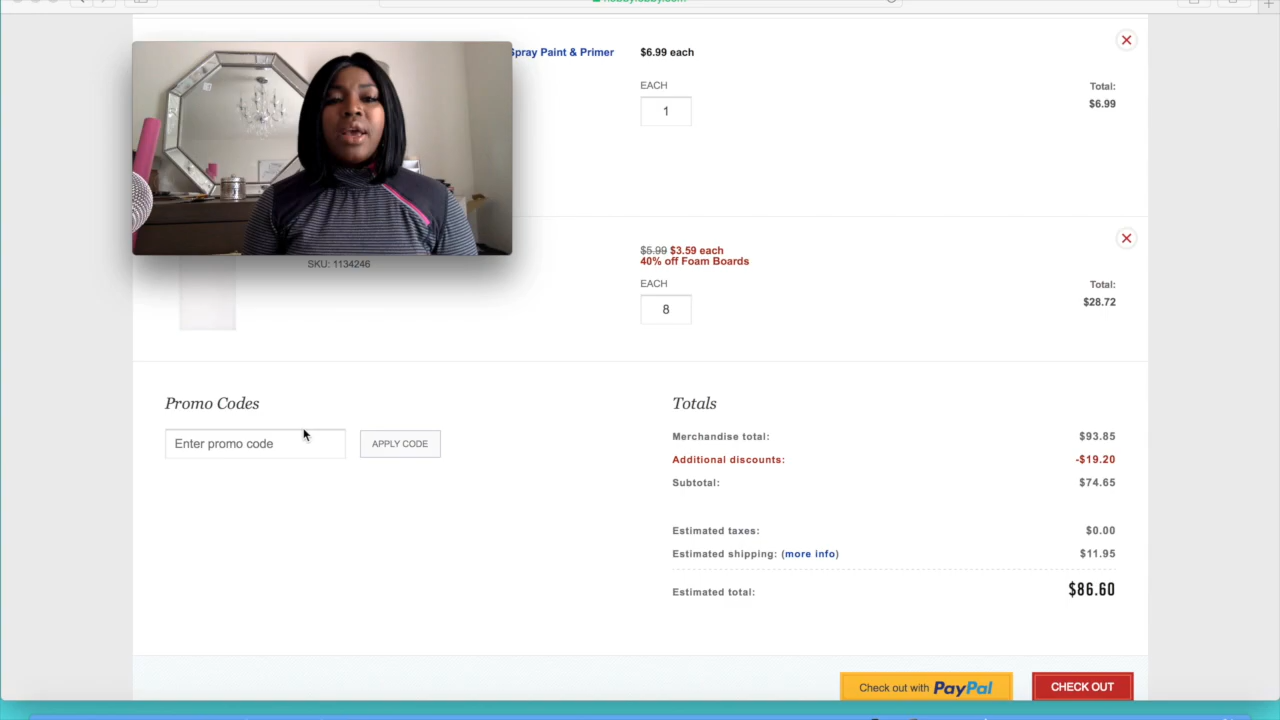 Spray Paint & Primer
$6.99 each
EACH
1
Total:
$6.99
SKU: 1134246
$5.99 $3.59 each
40% off Foam Boards
EACH
8
Total:
$28.72
Promo Codes
Enter promo code
APPLY CODE
Totals
Merchandise total: $93.85
Additional discounts: -$19.20
Subtotal: $74.65
Estimated taxes: $0.00
Estimated shipping: (more info) $11.95
Estimated total: $86.60
Check out with PayPal
CHECK OUT